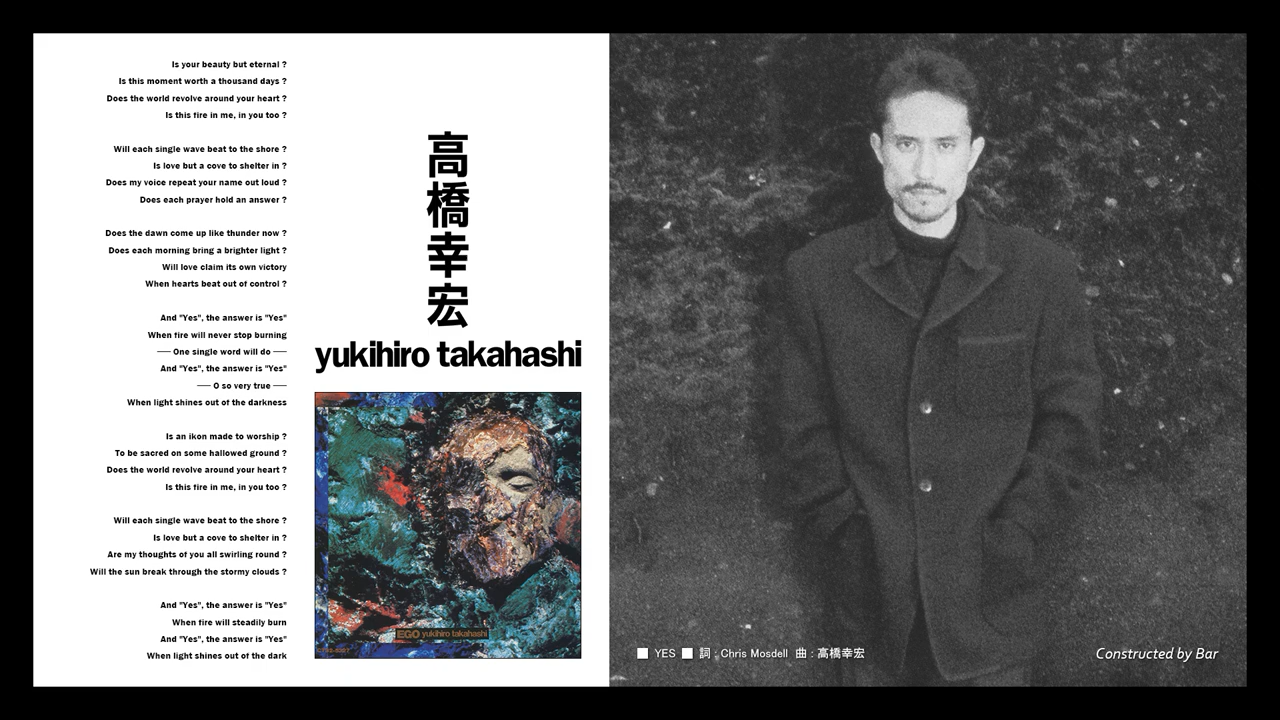 Is your beauty but eternal ?
Is this moment worth a thousand days ?
Does the world revolve around your heart ?
Is this fire in me, in you too ?
Will each single wave beat to the shore ?
Is love but a cove to shelter in ?
Does my voice repeat your name out loud ?
Does each prayer hold an answer ?
Does the dawn come up like thunder now ?
Does each morning bring a brighter light ?
Will love claim its own victory
When hearts beat out of control ?
And "Yes", the answer is "Yes"
When fire will never stop burning
── One single word will do ──
And "Yes", the answer is "Yes"
── O so very true ──
When light shines out of the darkness
Is an ikon made to worship ?
To be sacred on some hallowed ground ?
Does the world revolve around your heart ?
Is this fire in me, in you too ?
Will each single wave beat to the shore ?
Is love but a cove to shelter in ?
Are my thoughts of you all swirling round ?
Will the sun break through the stormy clouds ?
And "Yes", the answer is "Yes"
When fire will steadily burn
And "Yes", the answer is "Yes"
When light shines out of the dark
高橋幸宏
yukihiro takahashi
EGO yukihiro takahashi
■ YES ■ 詞 : Chris Mosdell 曲 : 高橋幸宏
Constructed by Bar